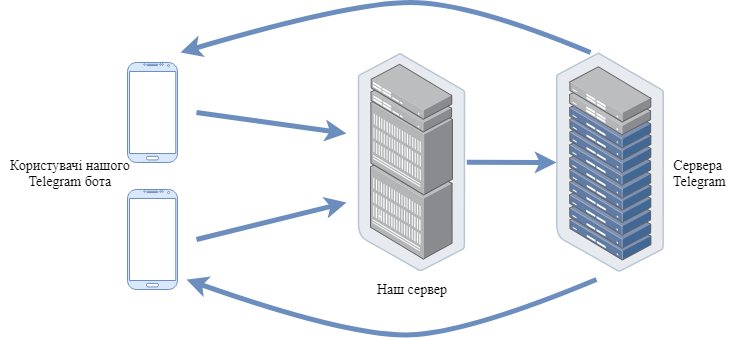 Користувачі нашого
Telegram бота
Наш сервер
Сервера
Telegram